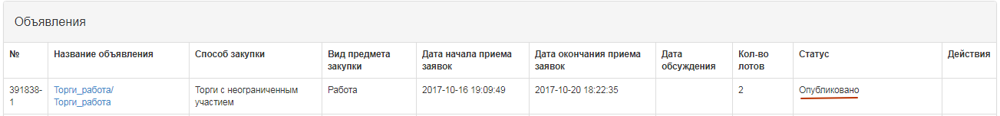 Объявления
№ Название объявления Способ закупки Вид предмета закупки Дата начала приема заявок Дата окончания приема заявок Дата обсуждения Кол-во лотов Статус Действия
391838-1 Торги_работа/ Торги_работа Торги с неограниченным участием Работа 2017-10-16 19:09:49 2017-10-20 18:22:35 2 Опубликовано